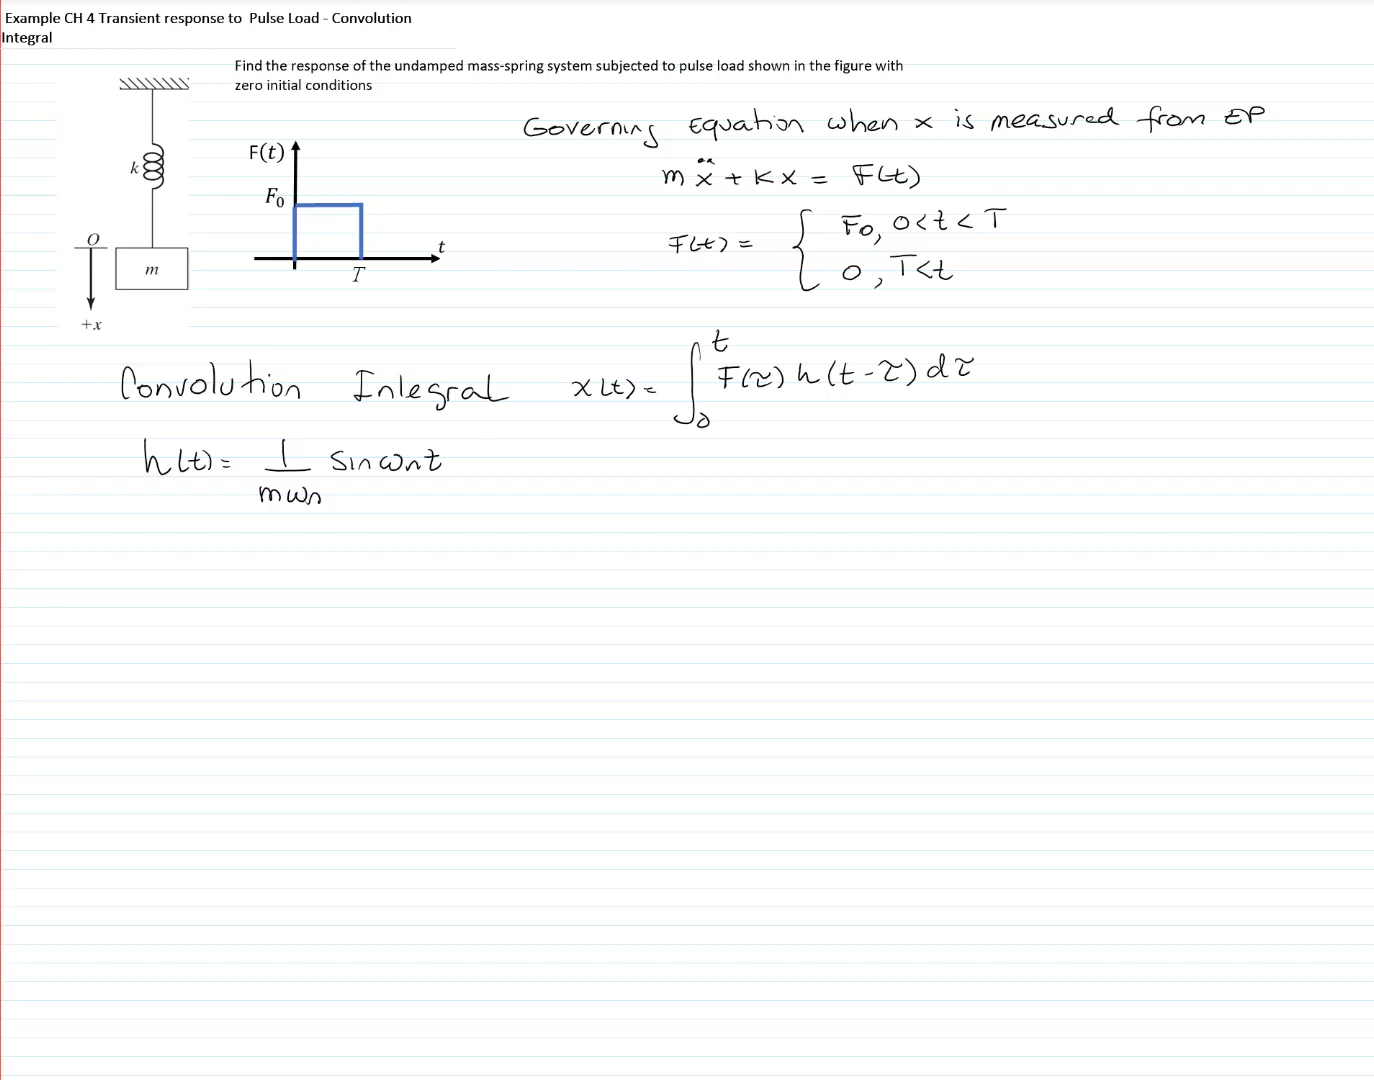 Example CH 4 Transient response to Pulse Load - Convolution
Integral
Find the response of the undamped mass-spring system subjected to pulse load shown in the figure with
zero initial conditions
Governing Equation when x is measured from EP
m ẍ + k x = F(t)
F(t) = { F₀, 0<t<T
0, T<t
k
O
m
+x
F(t)
F₀
t
T
Convolution Integral x(t) = ∫₀ᵗ F(τ) h(t-τ) dτ
h(t) = 1/(mωn) sin ωnt